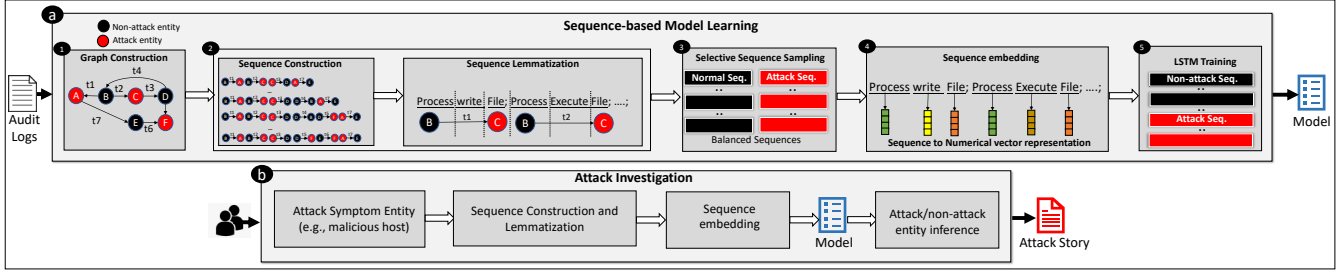 a
Non-attack entity
Attack entity
Sequence-based Model Learning
1
Graph Construction
t4
t1
t2
t3
A
B
C
D
t7
E
t6
F
2
Sequence Construction
...
...
Sequence Lemmatization
Process write File; Process Execute File; ....;
B
t1
C
B
t2
C
3
Selective Sequence Sampling
Normal Seq.
Attack Seq.
..
..
..
..
Balanced Sequences
4
Sequence embedding
Process write File; Process Execute File; ....;
Sequence to Numerical vector representation
5
LSTM Training
Non-attack Seq.
..
Attack Seq.
..
Audit
Logs
Model
b
Attack Investigation
Attack Symptom Entity
(e.g., malicious host)
Sequence Construction and
Lemmatization
Sequence
embedding
Model
Attack/non-attack
entity inference
Attack Story